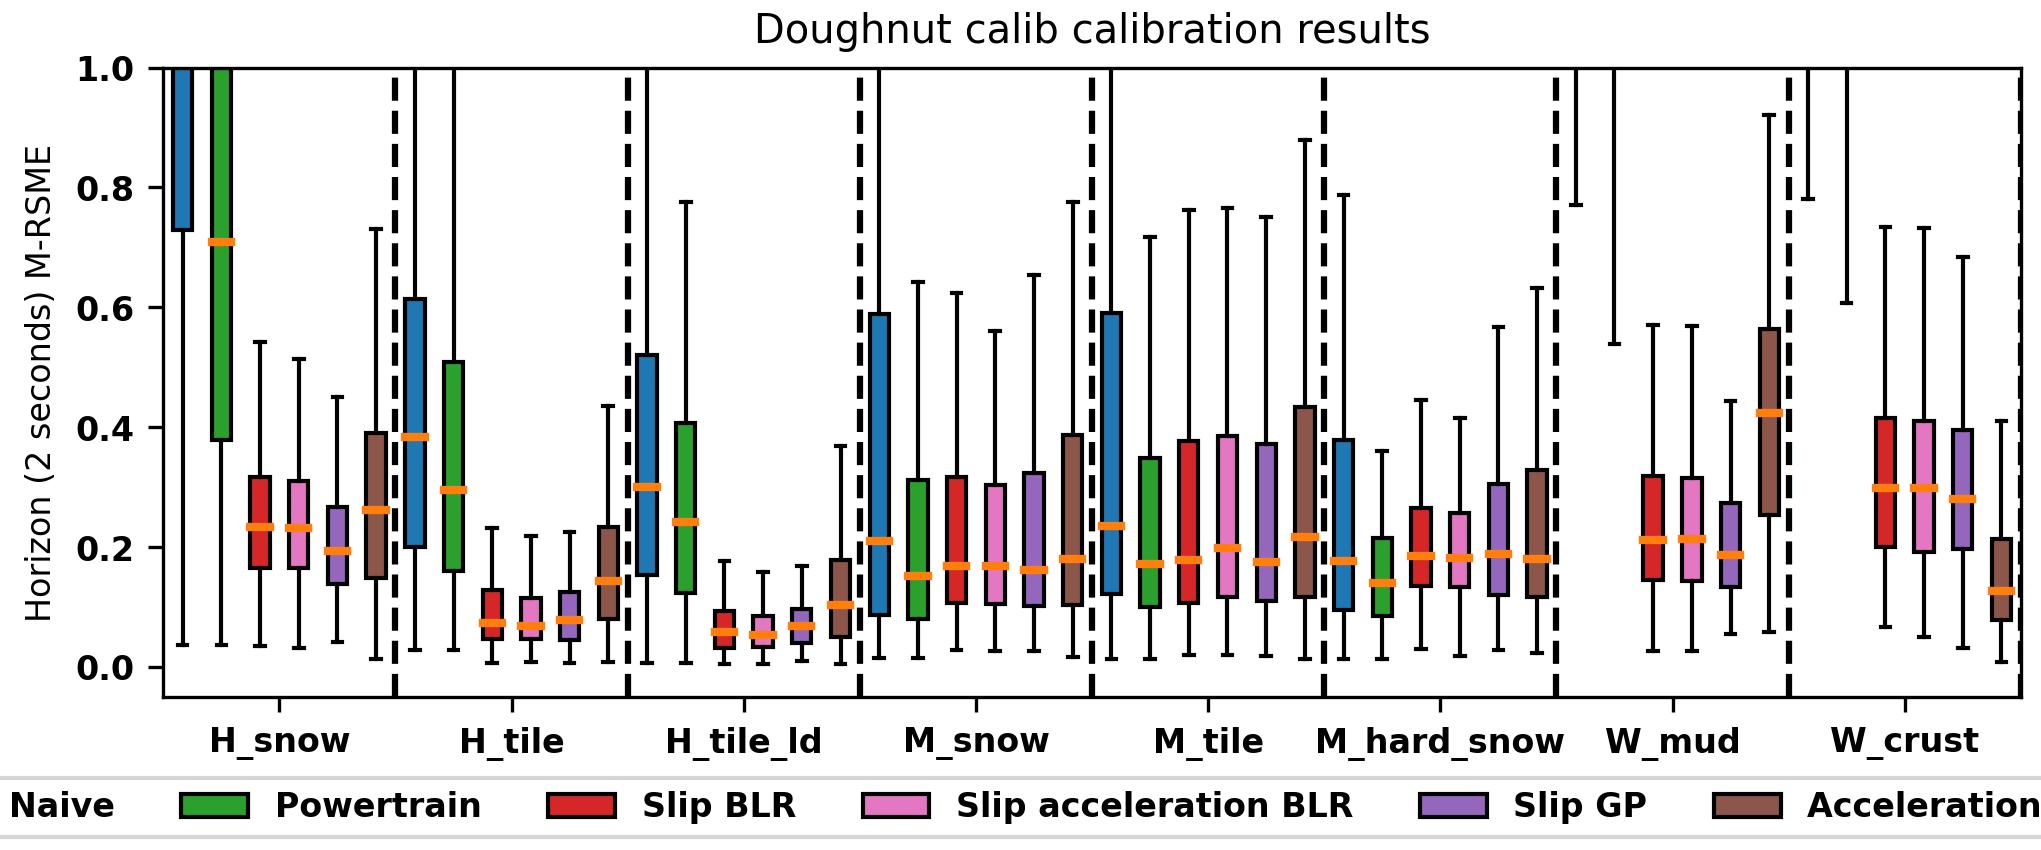 Doughnut calib calibration results
Horizon (2 seconds) M-RSME
1.0
0.8
0.6
0.4
0.2
0.0
H_snow H_tile H_tile_ld M_snow M_tile M_hard_snow W_mud W_crust
Naive Powertrain Slip BLR Slip acceleration BLR Slip GP Acceleration